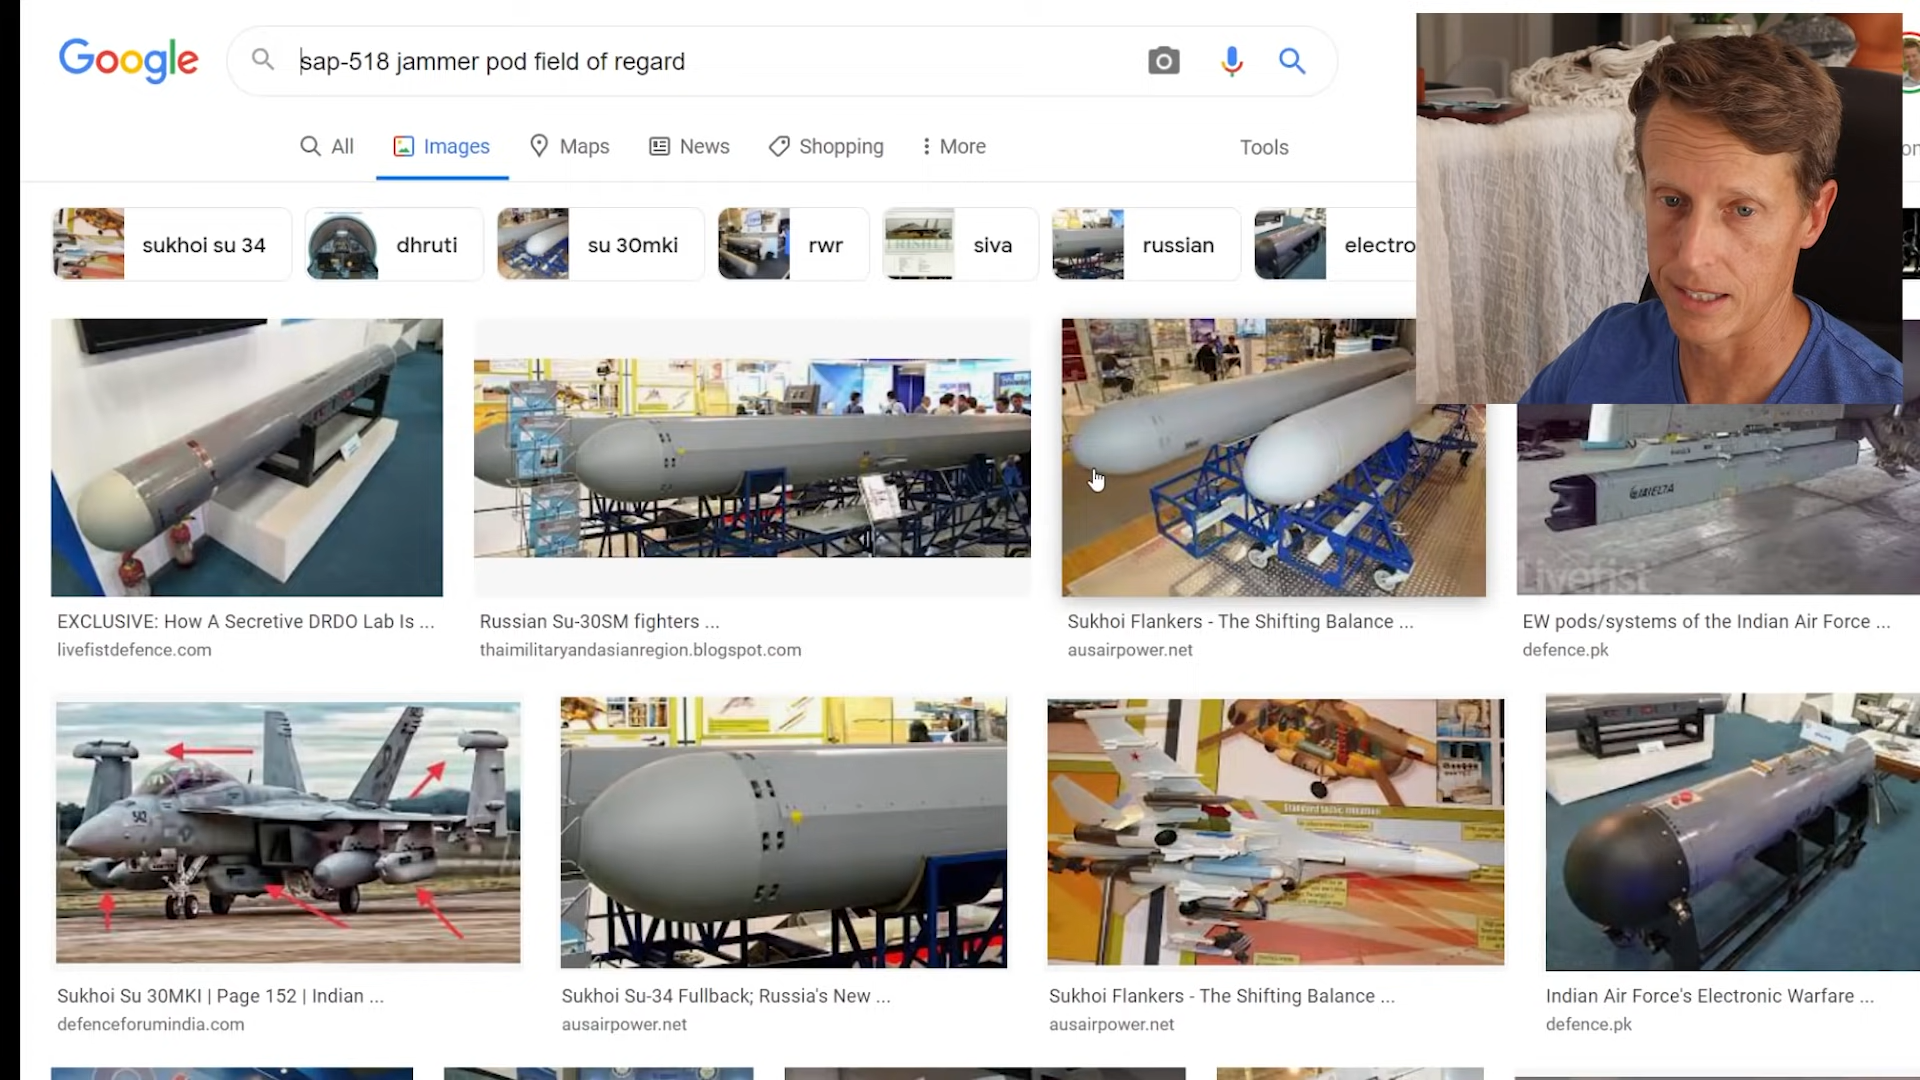 Google
sap-518 jammer pod field of regard
All
Images
Maps
News
Shopping
More
Tools
sukhoi su 34
dhruti
su 30mki
rwr
siva
russian
electro
ELTA
Livefist
EXCLUSIVE: How A Secretive DRDO Lab Is ...
livefistdefence.com
Russian Su-30SM fighters ...
thaimilitaryandasianregion.blogspot.com
Sukhoi Flankers - The Shifting Balance ...
ausairpower.net
EW pods/systems of the Indian Air Force ...
defence.pk
542
Sukhoi Su 30MKI | Page 152 | Indian ...
defenceforumindia.com
Sukhoi Su-34 Fullback; Russia's New ...
ausairpower.net
Sukhoi Flankers - The Shifting Balance ...
ausairpower.net
Indian Air Force's Electronic Warfare ...
defence.pk